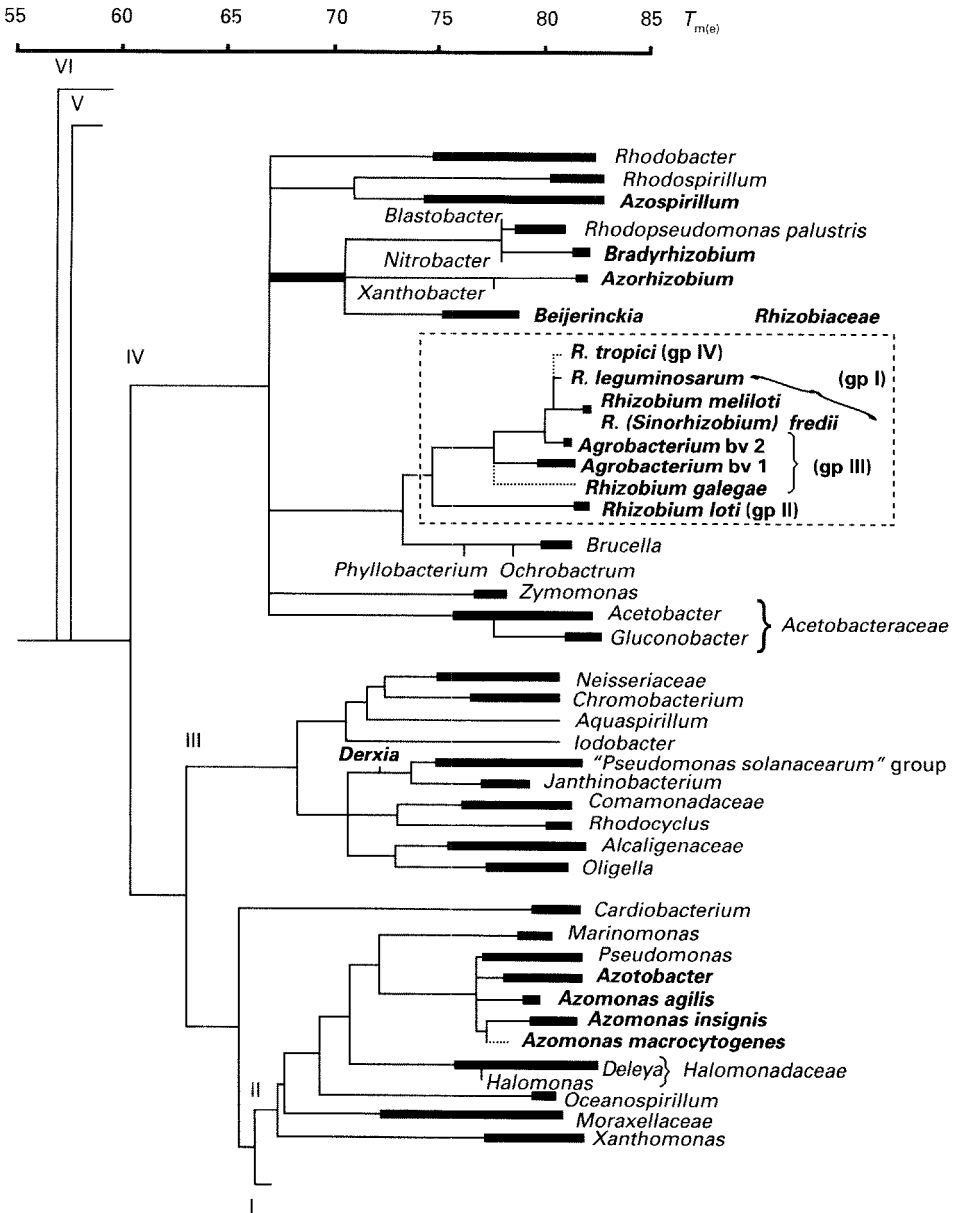 55 60 65 70 75 80 85 Tm(e)
VI
V
Rhodobacter
Rhodospirillum
Azospirillum
Blastobacter
Rhodopseudomonas palustris
Bradyrhizobium
Nitrobacter
Azorhizobium
Xanthobacter
Beijerinckia Rhizobiaceae
IV
R. tropici (gp IV)
R. leguminosarum (gp I)
Rhizobium meliloti
R. (Sinorhizobium) fredii
Agrobacterium bv 2
Agrobacterium bv 1 (gp III)
Rhizobium galegae
Rhizobium loti (gp II)
Brucella
Phyllobacterium Ochrobactrum
Zymomonas
Acetobacter
Gluconobacter } Acetobacteraceae
Neisseriaceae
Chromobacterium
Aquaspirillum
III
Iodobacter
Derxia
"Pseudomonas solanacearum" group
Janthinobacterium
Comamonadaceae
Rhodocyclus
Alcaligenaceae
Oligella
Cardiobacterium
Marinomonas
Pseudomonas
Azotobacter
Azomonas agilis
Azomonas insignis
Azomonas macrocytogenes
Deleya } Halomonadaceae
Halomonas
II
Oceanospirillum
Moraxellaceae
Xanthomonas
I